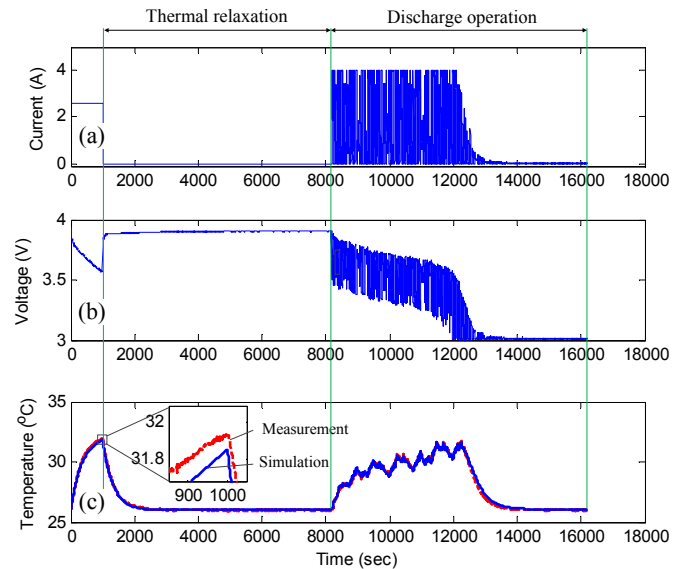 Thermal relaxation
Discharge operation
Current (A)
4
2
0
(a)
0 2000 4000 6000 8000 10000 12000 14000 16000 18000
Voltage (V)
4
3.5
3
(b)
0 2000 4000 6000 8000 10000 12000 14000 16000 18000
Temperature (⁰C)
35
30
25
(c)
32
31.8
900 1000
Measurement
Simulation
0 2000 4000 6000 8000 10000 12000 14000 16000 18000
Time (sec)